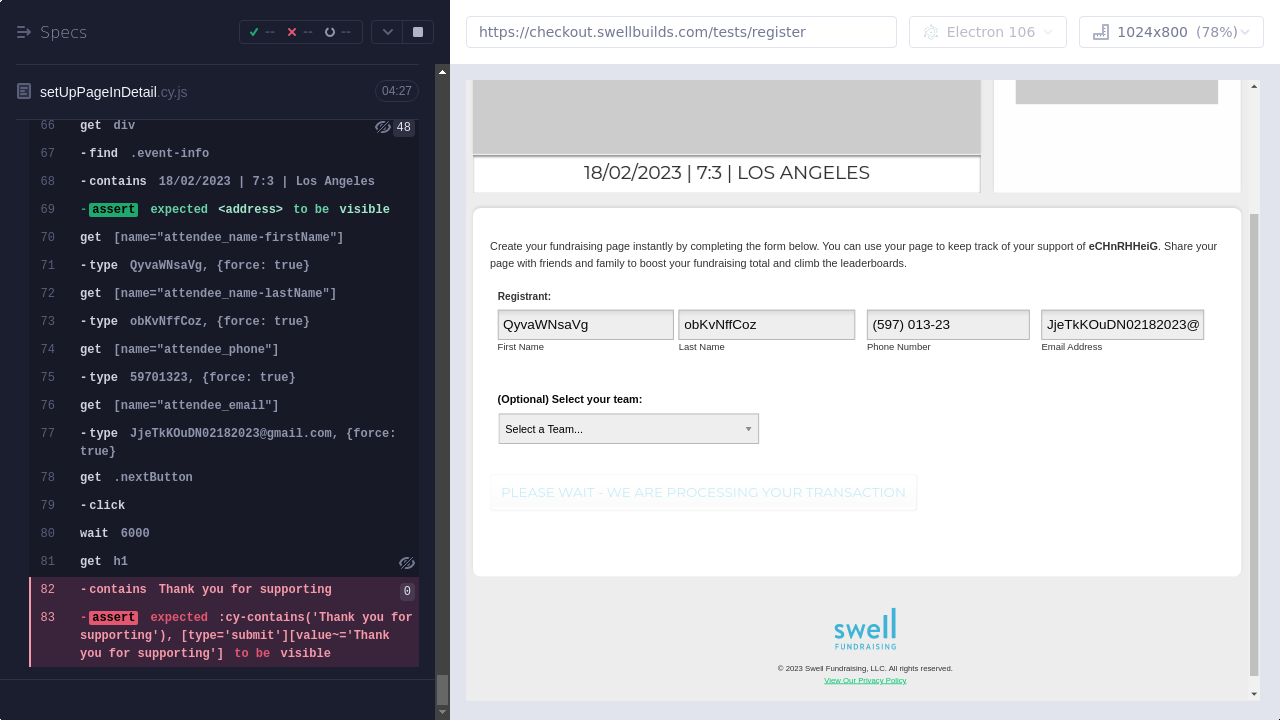 Specs
-- -- --
https://checkout.swellbuilds.com/tests/register
Electron 106
1024x800 (78%)
setUpPageInDetail.cy.js
04:27
66 get div 48
67 -find .event-info
68 -contains 18/02/2023 | 7:3 | Los Angeles
69 -assert expected <address> to be visible
70 get [name="attendee_name-firstName"]
71 -type QyvaWNsaVg, {force: true}
72 get [name="attendee_name-lastName"]
73 -type obKvNffCoz, {force: true}
74 get [name="attendee_phone"]
75 -type 59701323, {force: true}
76 get [name="attendee_email"]
77 -type JjeTkKOuDN02182023@gmail.com, {force:
true}
78 get .nextButton
79 -click
80 wait 6000
81 get h1
82 -contains Thank you for supporting 0
83 -assert expected :cy-contains('Thank you for
supporting'), [type='submit'][value~='Thank
you for supporting'] to be visible
18/02/2023 | 7:3 | LOS ANGELES
Create your fundraising page instantly by completing the form below. You can use your page to keep track of your support of eCHnRHHeiG. Share your
page with friends and family to boost your fundraising total and climb the leaderboards.
Registrant:
QyvaWNsaVg obKvNffCoz (597) 013-23 JjeTkKOuDN02182023@
First Name Last Name Phone Number Email Address
(Optional) Select your team:
Select a Team...
PLEASE WAIT - WE ARE PROCESSING YOUR TRANSACTION
swell
FUNDRAISING
© 2023 Swell Fundraising, LLC. All rights reserved.
View Our Privacy Policy